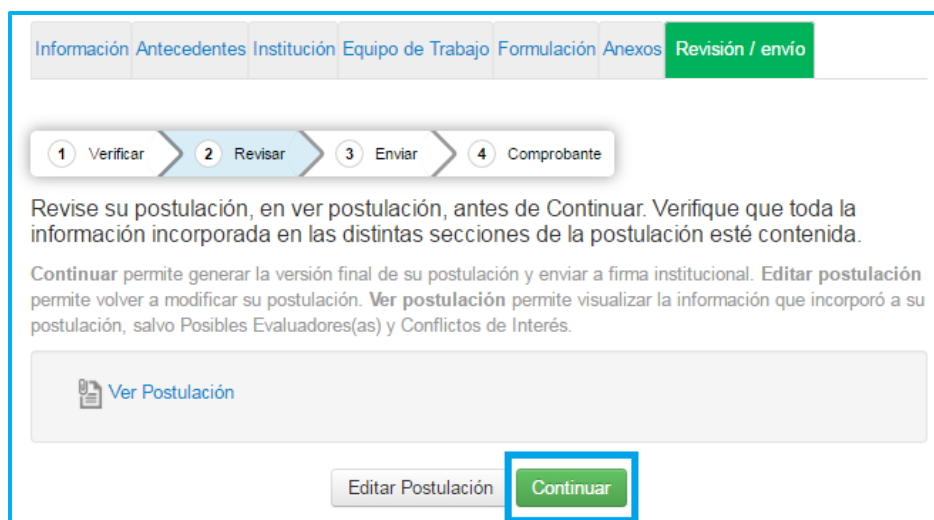 Información Antecedentes Institución Equipo de Trabajo Formulación Anexos Revisión / envío
1 Verificar 2 Revisar 3 Enviar 4 Comprobante
Revise su postulación, en ver postulación, antes de Continuar. Verifique que toda la
información incorporada en las distintas secciones de la postulación esté contenida.
Continuar permite generar la versión final de su postulación y enviar a firma institucional. Editar postulación
permite volver a modificar su postulación. Ver postulación permite visualizar la información que incorporó a su
postulación, salvo Posibles Evaluadores(as) y Conflictos de Interés.
Ver Postulación
Editar Postulación Continuar